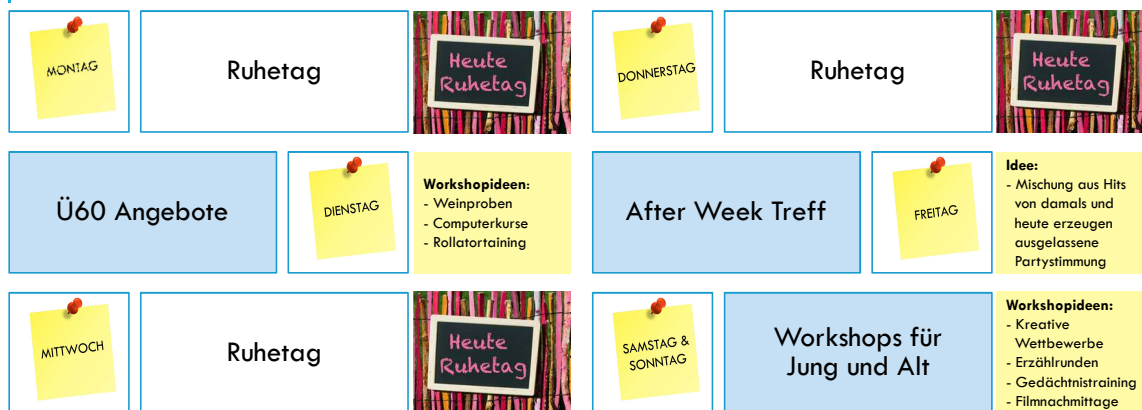 MONTAG
Ruhetag
Heute
Ruhetag
Ü60 Angebote
DIENSTAG
Workshopideen:
- Weinproben
- Computerkurse
- Rollatortaining
MITTWOCH
Ruhetag
Heute
Ruhetag
DONNERSTAG
Ruhetag
Heute
Ruhetag
After Week Treff
FREITAG
Idee:
- Mischung aus Hits
von damals und
heute erzeugen
ausgelassene
Partystimmung
SAMSTAG &
SONNTAG
Workshops für
Jung und Alt
Workshopideen:
- Kreative
Wettbewerbe
- Erzählrunden
- Gedächtnistraining
- Filmnachmittage